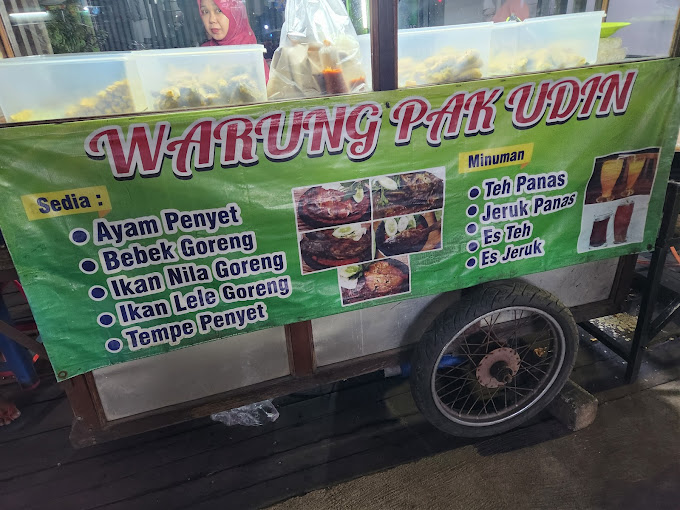 WARUNG PAK UDIN
Sedia :
Ayam Penyet
Bebek Goreng
Ikan Nila Goreng
Ikan Lele Goreng
Tempe Penyet
Minuman
Teh Panas
Jeruk Panas
Es Teh
Es Jeruk